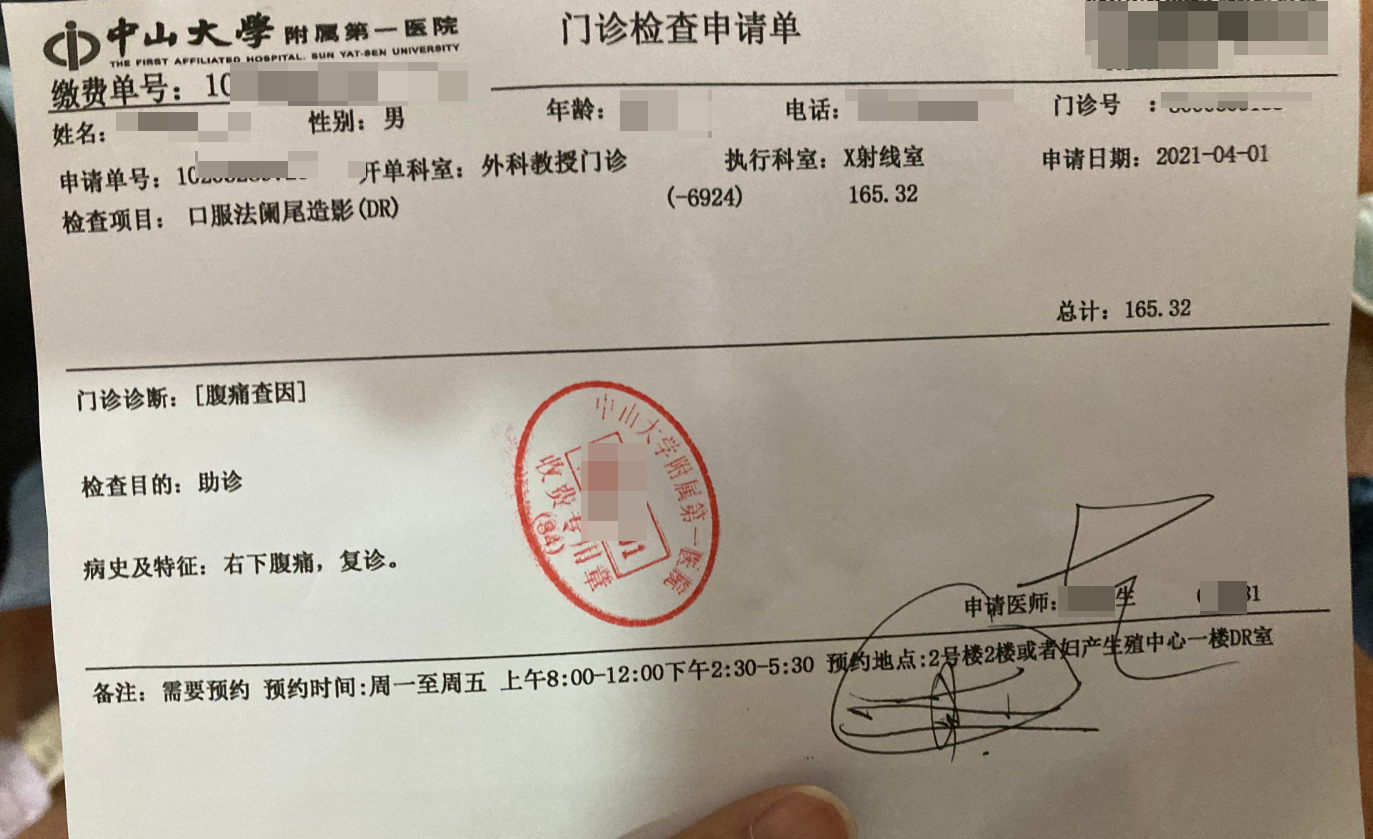 中山大學附属第一医院
THE FIRST AFFILIATED HOSPITAL, SUN YAT-SEN UNIVERSITY
门诊检查申请单
缴费单号: 10
姓名: 性别: 男 年龄: 电话: 门诊号 :
申请单号: 10 开单科室: 外科教授门诊 执行科室: X射线室 申请日期: 2021-04-01
检查项目: 口服法阑尾造影(DR) (-6924) 165.32
总计: 165.32
门诊诊断: [腹痛查因]
检查目的: 助诊
病史及特征: 右下腹痛, 复诊。
中山大学附属第一医院
收费专用章
(84)
申请医师: 生 31
备注: 需要预约 预约时间:周一至周五 上午8:00-12:00下午2:30-5:30 预约地点:2号楼2楼或者妇产生殖中心一楼DR室